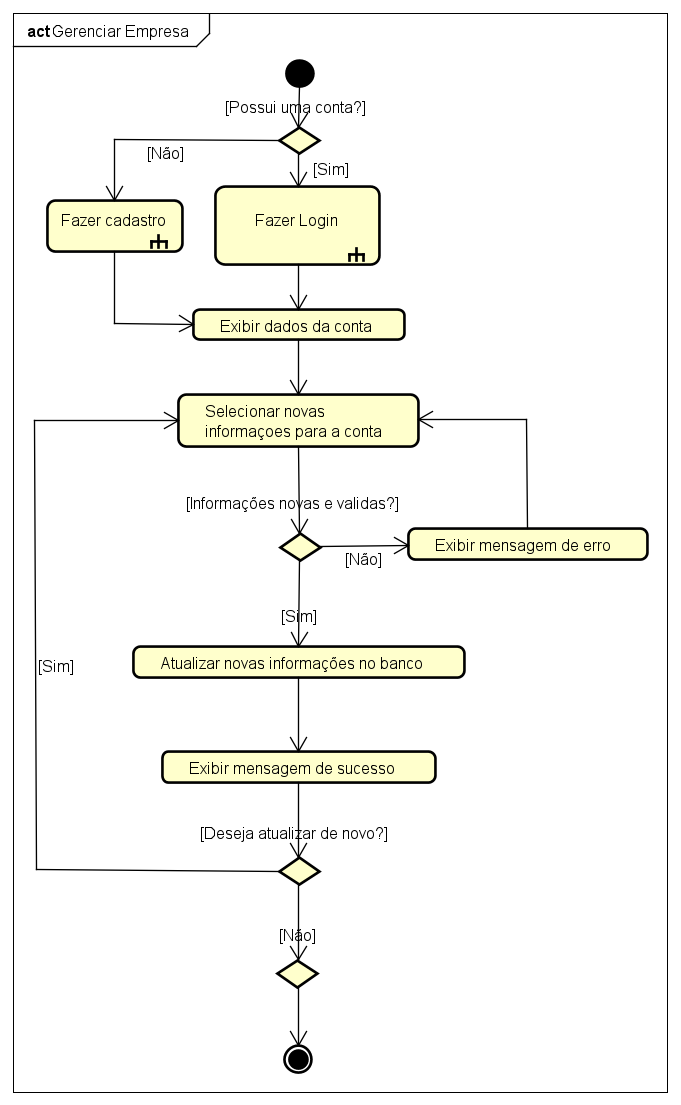 act Gerenciar Empresa
[Possui uma conta?]
[Não]
[Sim]
Fazer cadastro
Fazer Login
Exibir dados da conta
Selecionar novas
informaçoes para a conta
[Informações novas e validas?]
[Não]
Exibir mensagem de erro
[Sim]
Atualizar novas informações no banco
[Sim]
Exibir mensagem de sucesso
[Deseja atualizar de novo?]
[Não]